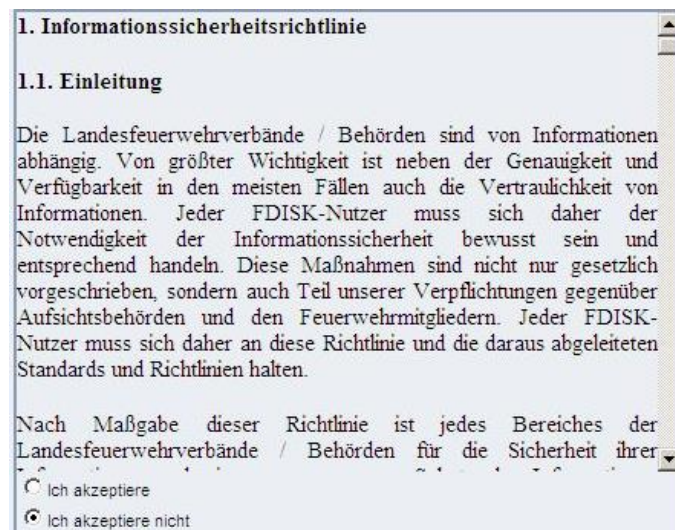 1. Informationssicherheitsrichtlinie
1.1. Einleitung
Die Landesfeuerwehrverbände / Behörden sind von Informationen
abhängig. Von größter Wichtigkeit ist neben der Genauigkeit und
Verfügbarkeit in den meisten Fällen auch die Vertraulichkeit von
Informationen. Jeder FDISK-Nutzer muss sich daher der
Notwendigkeit der Informationssicherheit bewusst sein und
entsprechend handeln. Diese Maßnahmen sind nicht nur gesetzlich
vorgeschrieben, sondern auch Teil unserer Verpflichtungen gegenüber
Aufsichtsbehörden und den Feuerwehrmitgliedern. Jeder FDISK-
Nutzer muss sich daher an diese Richtlinie und die daraus abgeleiteten
Standards und Richtlinien halten.
Nach Maßgabe dieser Richtlinie ist jedes Bereiches der
Landesfeuerwehrverbände / Behörden für die Sicherheit ihrer
Ich akzeptiere
Ich akzeptiere nicht